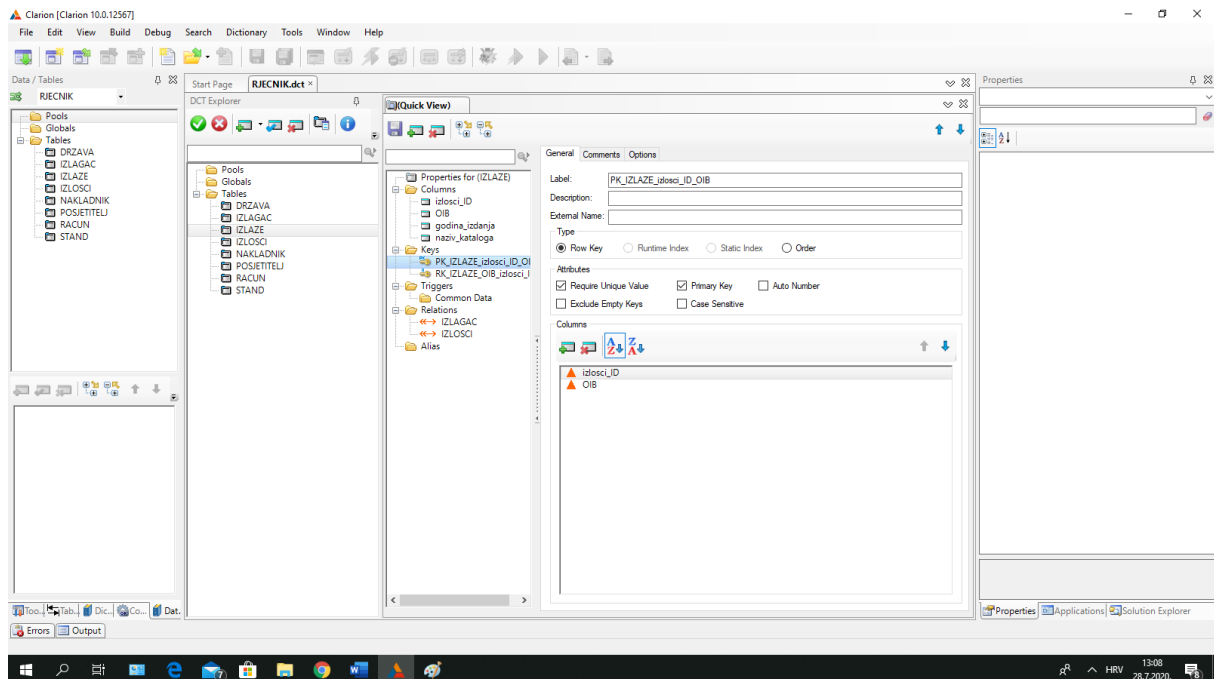 Clarion [Clarion 10.0.12567]
File Edit View Build Debug Search Dictionary Tools Window Help
Data / Tables
RJECNIK
Pools
Globals
Tables
DRZAVA
IZLAGAC
IZLAZE
IZLOSCI
NAKLADNIK
POSJETITELJ
RACUN
STAND
Too... Tab... Dic... Co... Dat.
Start Page RJECNIK.dct ×
DCT Explorer
Pools
Globals
Tables
DRZAVA
IZLAGAC
IZLAZE
IZLOSCI
NAKLADNIK
POSJETITELJ
RACUN
STAND
(Quick View)
Properties for (IZLAZE)
Columns
izlosci_ID
OIB
godina_izdanja
naziv_kataloga
Keys
PK_IZLAZE_izlosci_ID_OI
RK_IZLAZE_OIB_izlosci_I
Triggers
Common Data
Relations
IZLAGAC
IZLOSCI
Alias
General Comments Options
Label: PK_IZLAZE_izlosci_ID_OIB
Description:
External Name:
Type
Row Key Runtime Index Static Index Order
Attributes
Require Unique Value Primary Key Auto Number
Exclude Empty Keys Case Sensitive
Columns
izlosci_ID
OIB
Properties
Properties Applications Solution Explorer
Errors Output
HRV 13:08
28.7.2020.